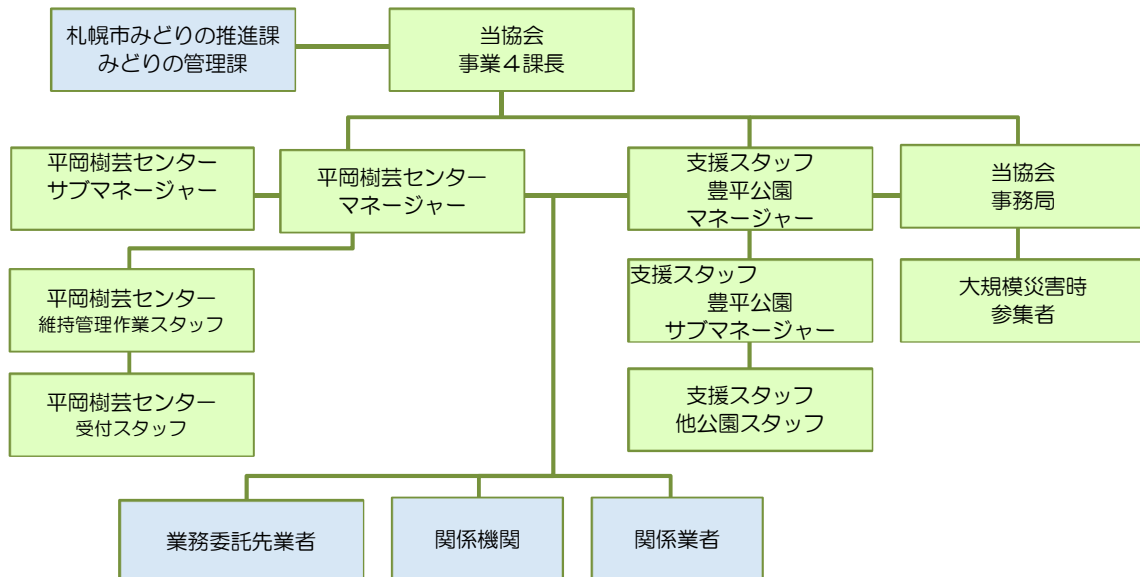 札幌市みどりの推進課
みどりの管理課
当協会
事業４課長
平岡樹芸センター
サブマネージャー
平岡樹芸センター
マネージャー
支援スタッフ
豊平公園
マネージャー
当協会
事務局
平岡樹芸センター
維持管理作業スタッフ
支援スタッフ
豊平公園
サブマネージャー
大規模災害時
参集者
平岡樹芸センター
受付スタッフ
支援スタッフ
他公園スタッフ
業務委託先業者
関係機関
関係業者